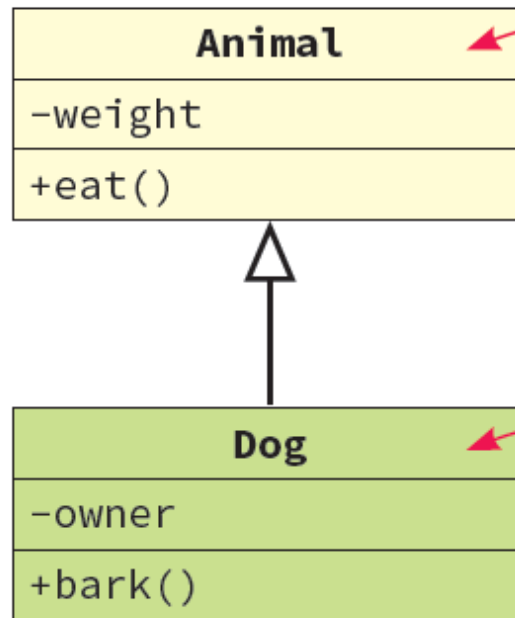 Animal
-weight
+eat()
Dog
-owner
+bark()